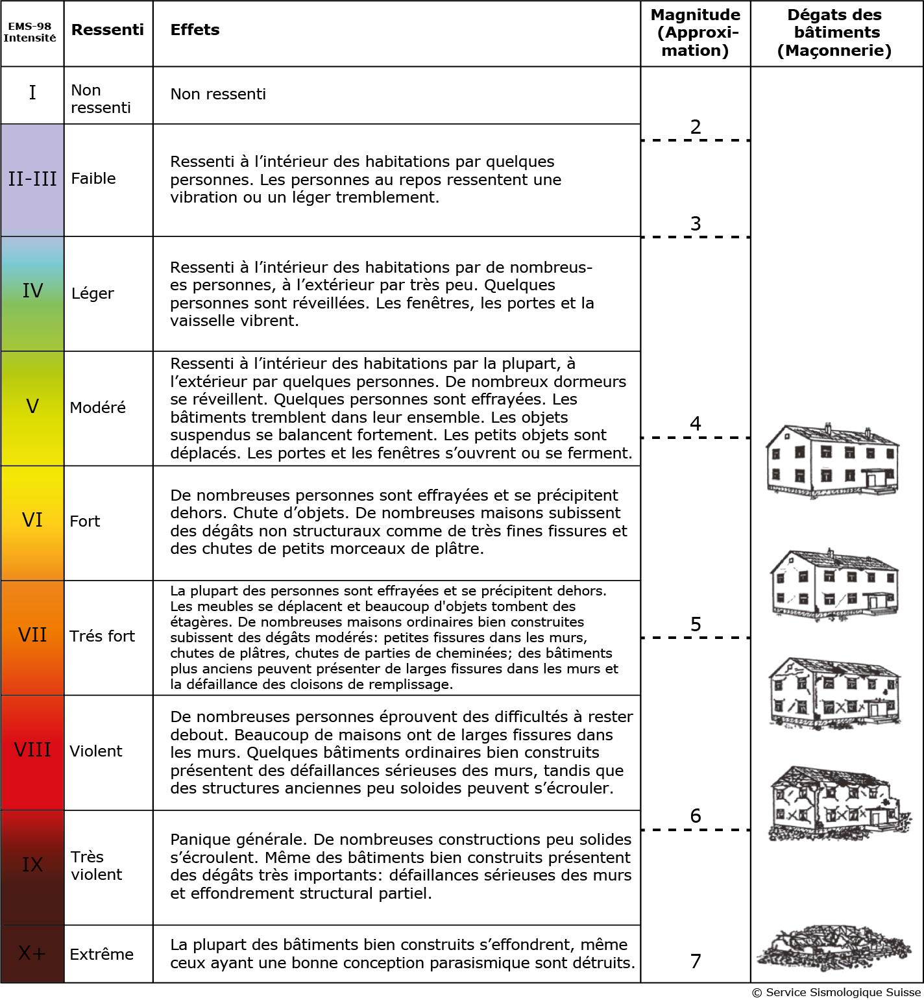 EMS-98
Intensité
Ressenti
Effets
Magnitude
(Approxi-
mation)
Dégats des
bâtiments
(Maçonnerie)
I
Non
ressenti
Non ressenti
2
II-III
Faible
Ressenti à l’intérieur des habitations par quelques
personnes. Les personnes au repos ressentent une
vibration ou un léger tremblement.
3
IV
Léger
Ressenti à l’intérieur des habitations par de nombreus-
es personnes, à l’extérieur par très peu. Quelques
personnes sont réveillées. Les fenêtres, les portes et la
vaisselle vibrent.
V
Modéré
Ressenti à l’intérieur des habitations par la plupart, à
l’extérieur par quelques personnes. De nombreux dormeurs
se réveillent. Quelques personnes sont effrayées. Les
bâtiments tremblent dans leur ensemble. Les objets
suspendus se balancent fortement. Les petits objets sont
déplacés. Les portes et les fenêtres s’ouvrent ou se ferment.
4
VI
Fort
De nombreuses personnes sont effrayées et se précipitent
dehors. Chute d’objets. De nombreuses maisons subissent
des dégâts non structuraux comme de très fines fissures et
des chutes de petits morceaux de plâtre.
VII
Trés fort
La plupart des personnes sont effrayées et se précipitent dehors.
Les meubles se déplacent et beaucoup d'objets tombent des
étagères. De nombreuses maisons ordinaires bien construites
subissent des dégâts modérés: petites fissures dans les murs,
chutes de plâtres, chutes de parties de cheminées; des bâtiments
plus anciens peuvent présenter de larges fissures dans les murs et
la défaillance des cloisons de remplissage.
5
VIII
Violent
De nombreuses personnes éprouvent des difficultés à rester
debout. Beaucoup de maisons ont de larges fissures dans
les murs. Quelques bâtiments ordinaires bien construits
présentent des défaillances sérieuses des murs, tandis que
des structures anciennes peu soloides peuvent s’écrouler.
6
IX
Très
violent
Panique générale. De nombreuses constructions peu solides
s’écroulent. Même des bâtiments bien construits présentent
des dégâts très importants: défaillances sérieuses des murs
et effondrement structural partiel.
X+
Extrême
La plupart des bâtiments bien construits s’effondrent, même
ceux ayant une bonne conception parasismique sont détruits.
7
© Service Sismologique Suisse